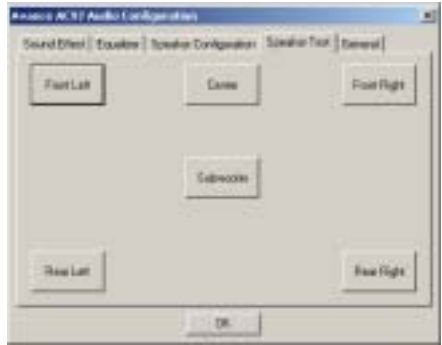 Avance AC97 Audio Configuration
Sound Effect Equalizer Speaker Configuration Speaker Test General
Front Left Center Front Right
Subwoofer
Rear Left Rear Right
OK